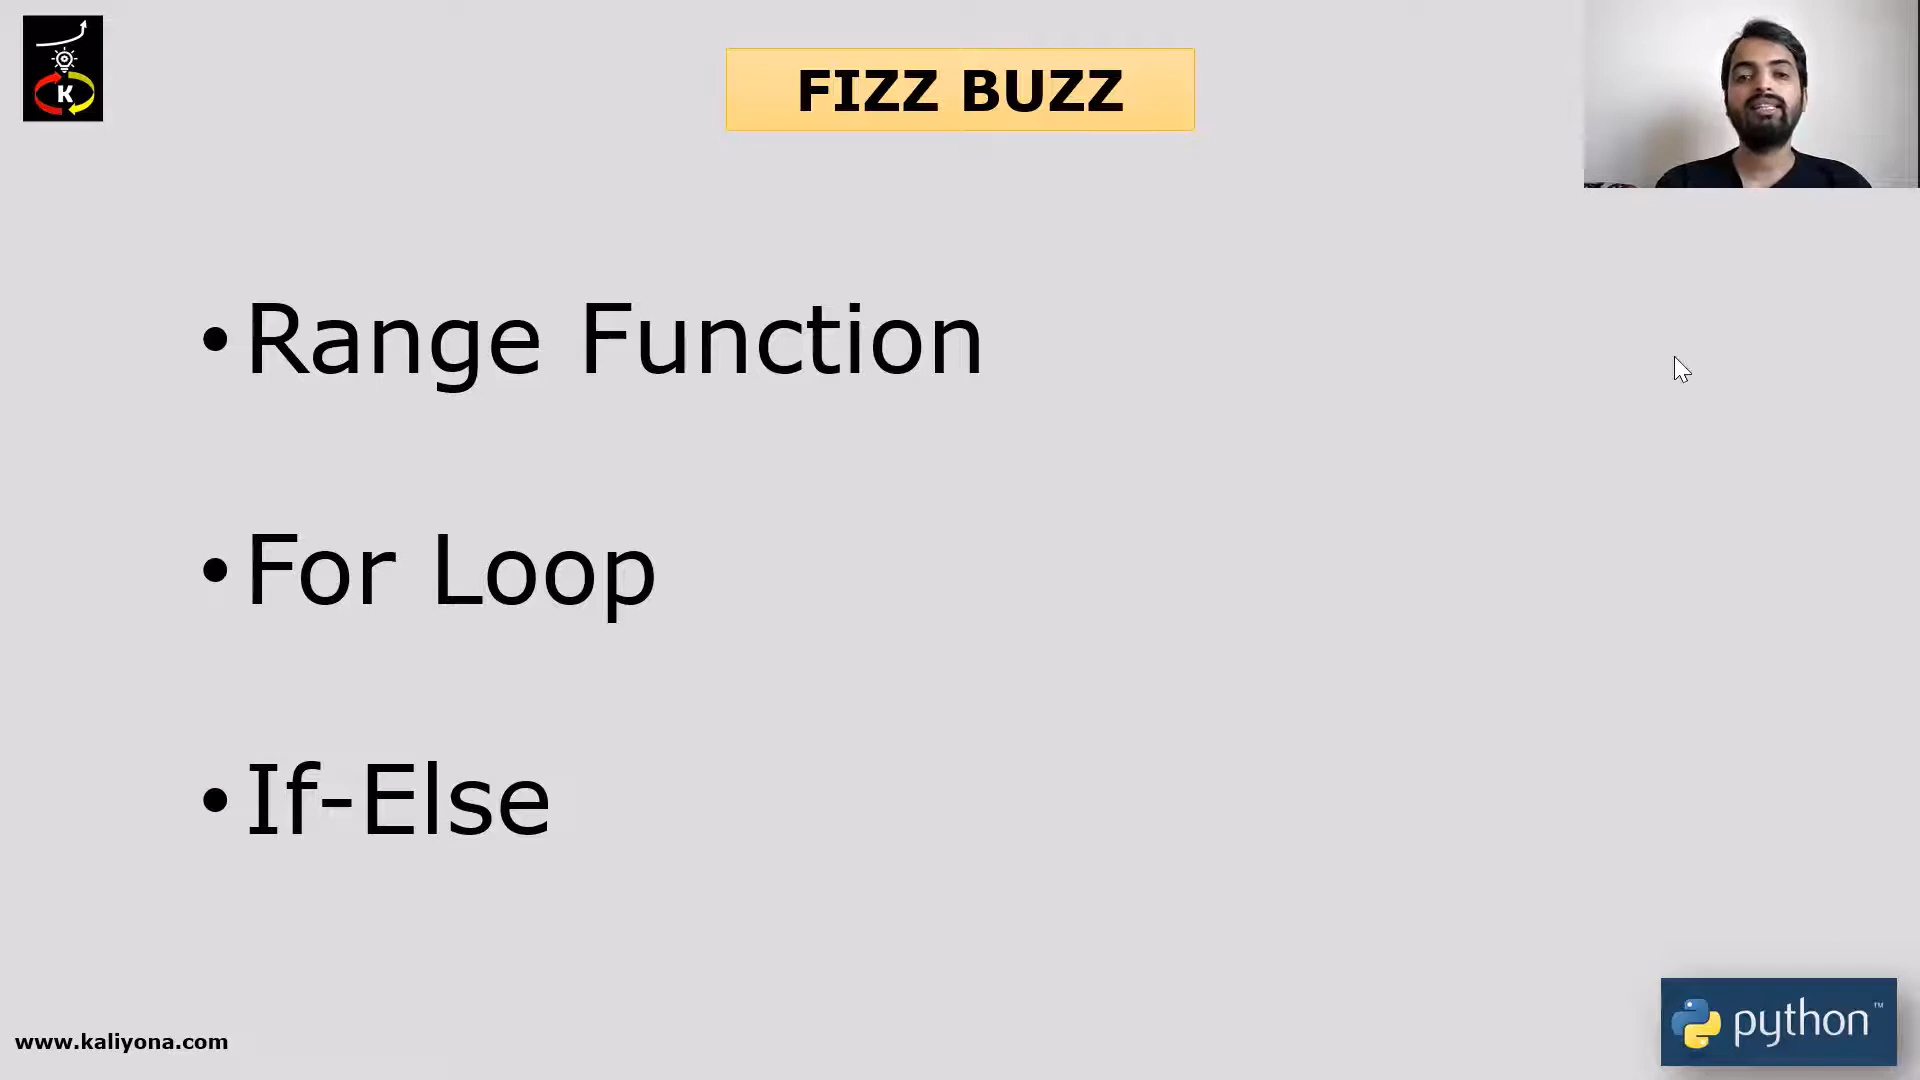 K
FIZZ BUZZ
•Range Function
•For Loop
•If-Else
www.kaliyona.com
python™